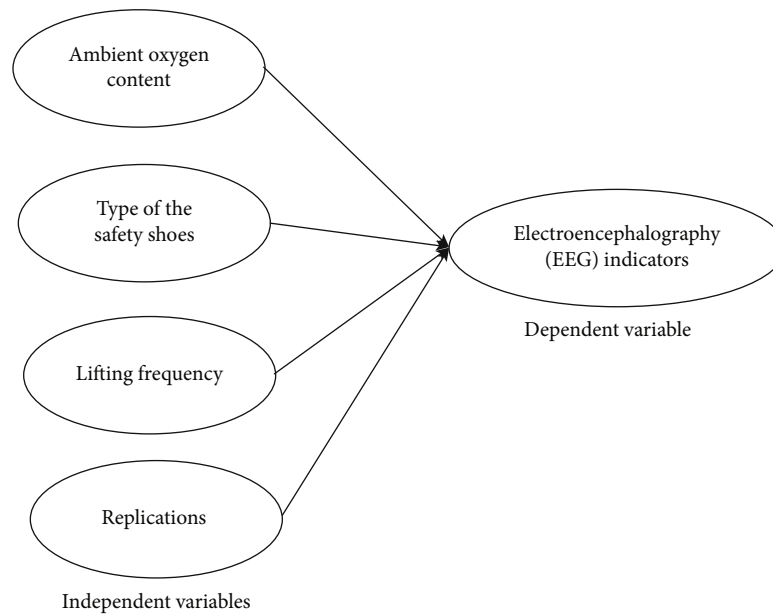 Ambient oxygen
content
Type of the
safety shoes
Lifting frequency
Replications
Independent variables
Electroencephalography
(EEG) indicators
Dependent variable